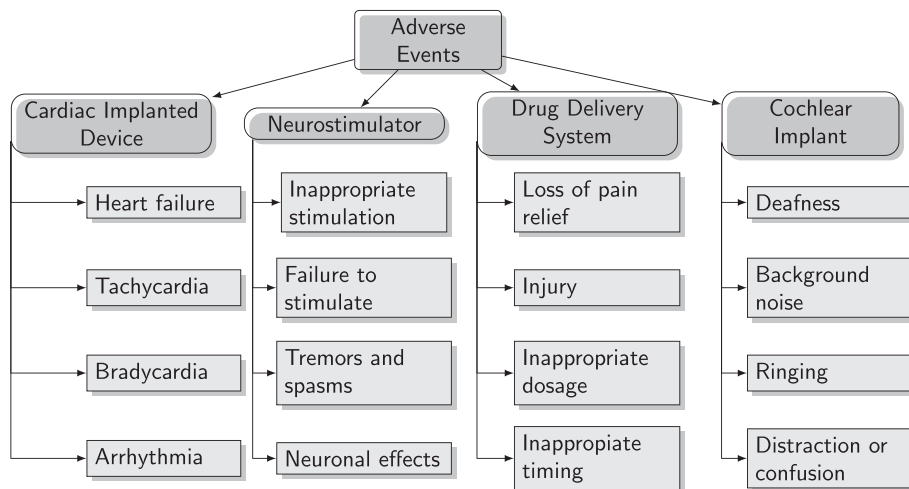 Adverse
Events
Cardiac Implanted
Device
Heart failure
Tachycardia
Bradycardia
Arrhythmia
Neurostimulator
Inappropriate
stimulation
Failure to
stimulate
Tremors and
spasms
Neuronal effects
Drug Delivery
System
Loss of pain
relief
Injury
Inappropriate
dosage
Inappropiate
timing
Cochlear
Implant
Deafness
Background
noise
Ringing
Distraction or
confusion